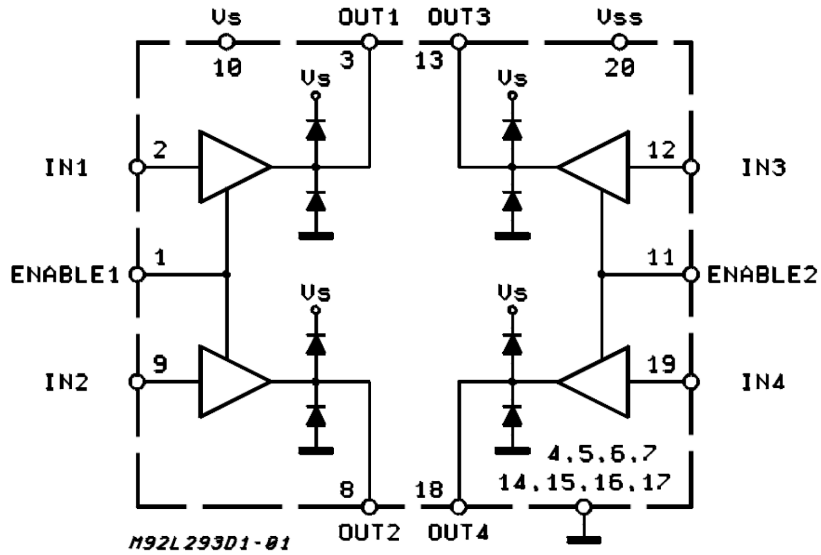 Vs OUT1 OUT3 Vss
10 3 13 20
Vs Vs
IN1 2 12 IN3
ENABLE1 1 11 ENABLE2
Vs Vs
IN2 9 19 IN4
4,5,6,7
8 18 14,15,16,17
OUT2 OUT4
M92L293D1-01